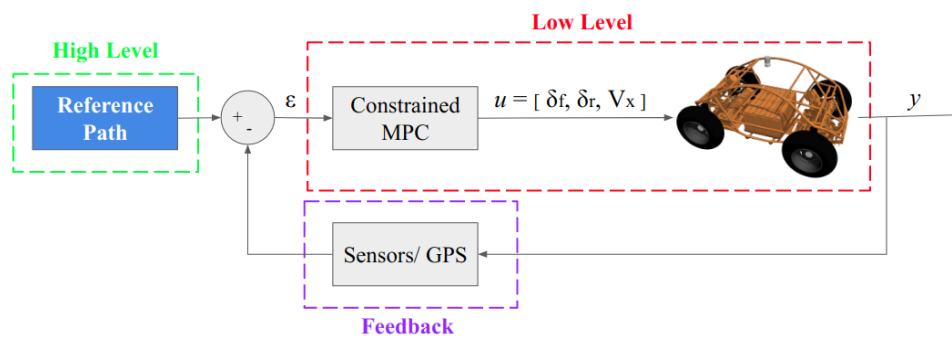 Low Level
High Level
Reference
Path
+
-
ε
Constrained
MPC
u = [ δf, δr, Vx ]
y
Sensors/ GPS
Feedback